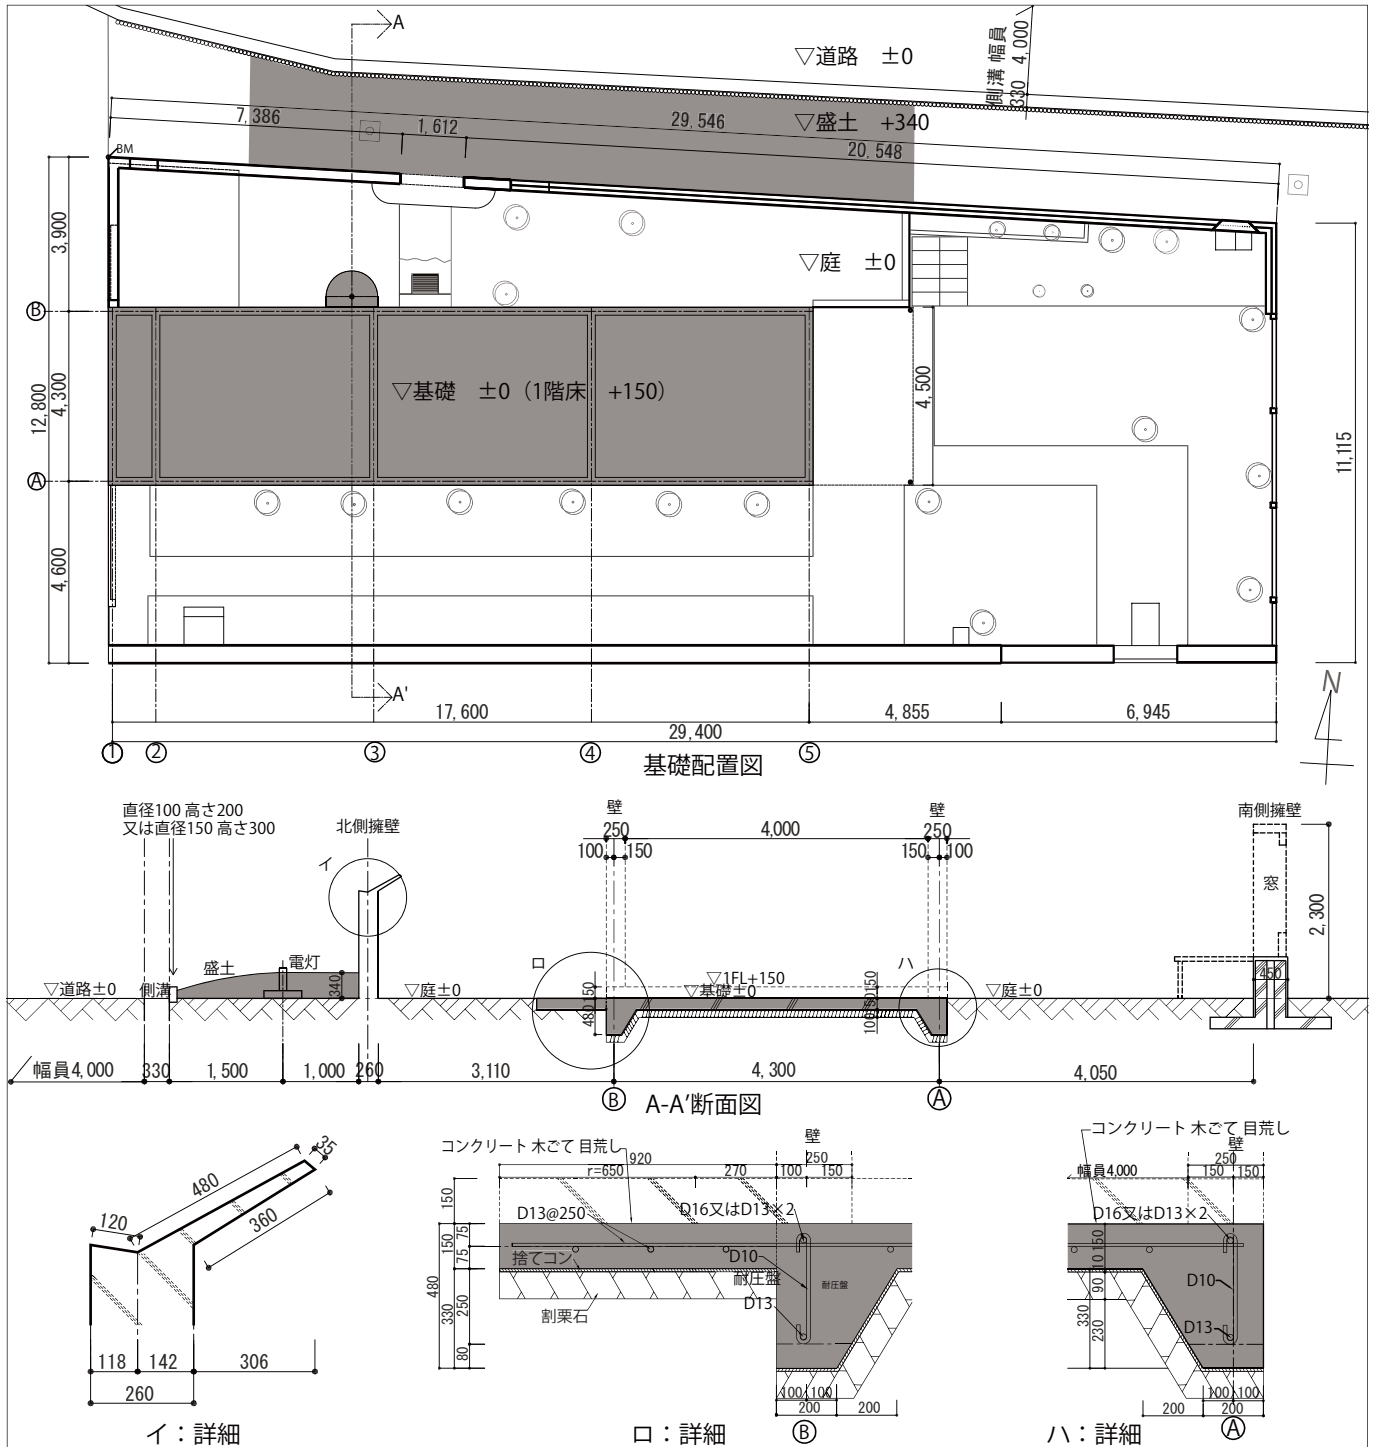 A
▽道路 ±0
側溝 幅員
330 4,000
7,386
1,612
29,546
▽盛土 +340
20,548
BM
3,900
▽庭 ±0
B
12,800
4,300
▽基礎 ±0（1階床 +150）
4,500
11,115
A
4,600
A'
N
17,600
4,855
6,945
29,400
1
2
3
4
5
基礎配置図
直径100 高さ200
又は直径150 高さ300
北側擁壁
イ
壁
250
4,000
壁
250
100
150
150
100
南側擁壁
窓
2,300
450
盛土
電灯
340
▽道路±0
側溝
▽庭±0
ロ
ハ
▽1FL+150
▽基礎±0
150
480
150
150
100
▽庭±0
幅員4,000
330
1,500
1,000
260
3,110
4,300
4,050
B
A
A-A’断面図
35
480
120
360
118
142
306
260
イ：詳細
コンクリート 木ごて 目荒し
壁
920
250
r=650
270
100
150
150
D13@250
D16又はD13×2
75
150
75
捨てコン
D10
耐圧盤
耐圧盤
480
330
250
D13
割栗石
80
100
100
200
200
B
ロ：詳細
コンクリート 木ごて 目荒し
壁
250
幅員4,000
150
150
D16又はD13×2
150
10
D10
90
330
230
D13
100
100
200
200
A
ハ：詳細